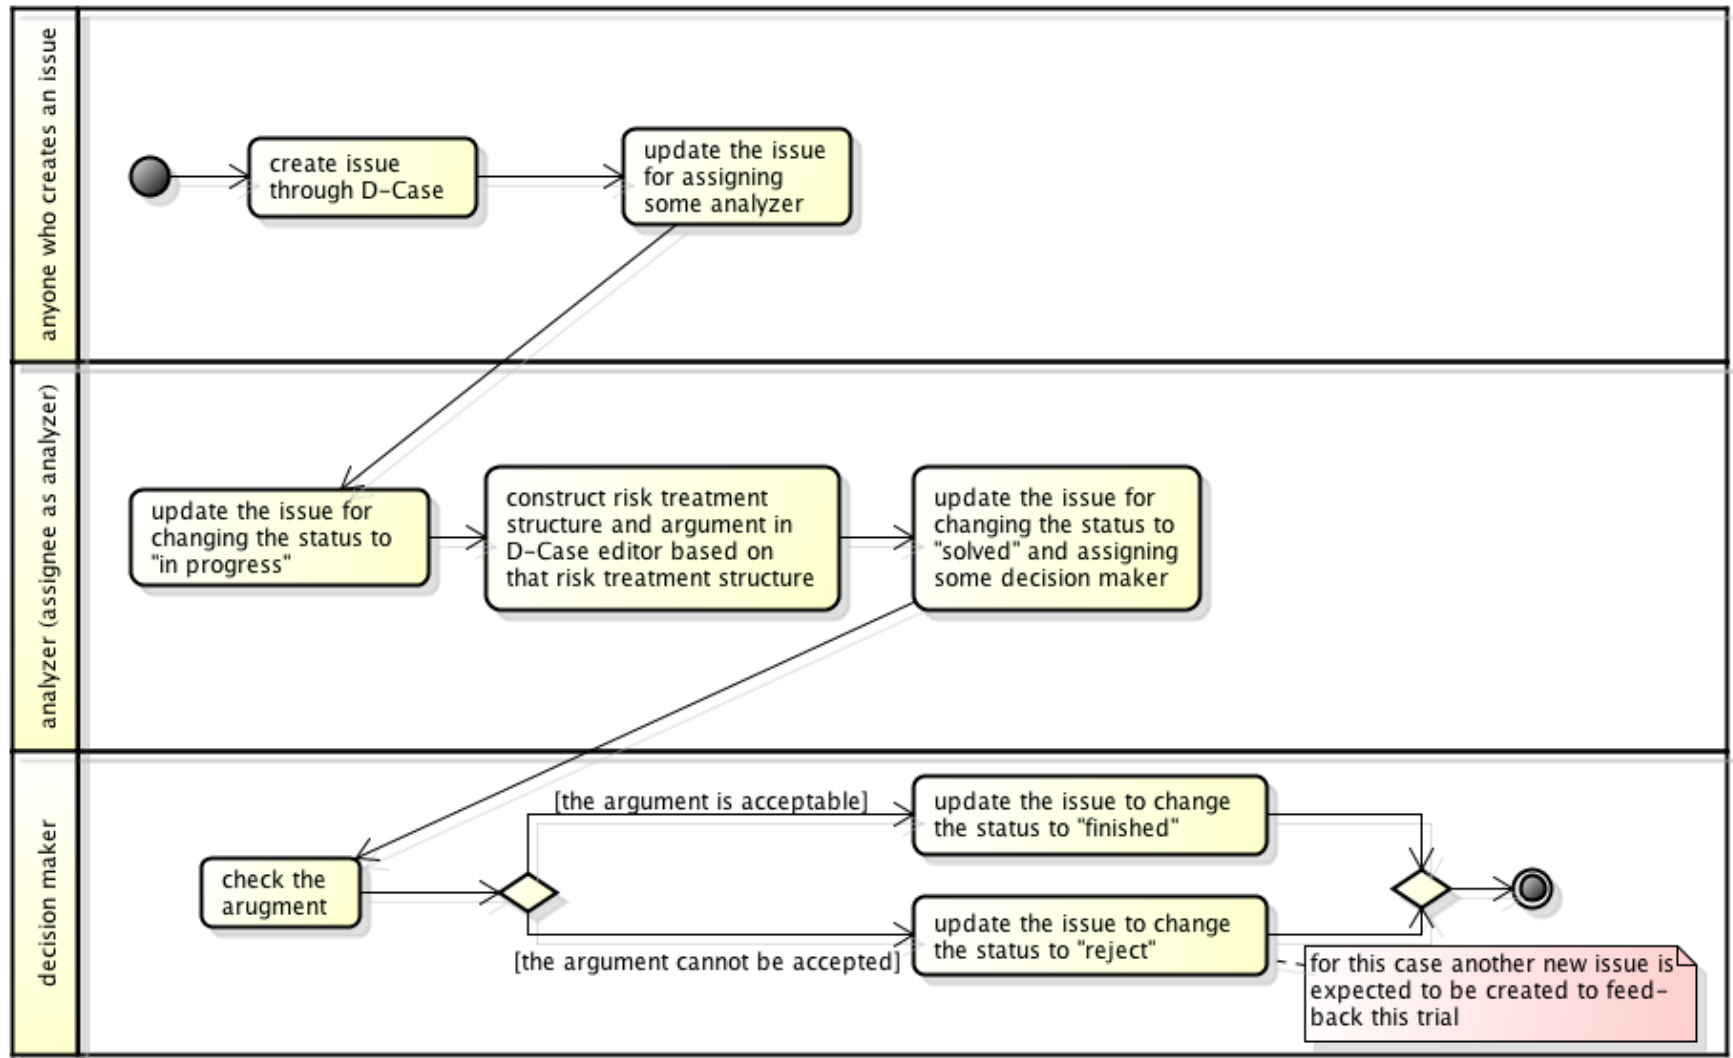 anyone who creates an issue
create issue
through D-Case
update the issue
for assigning
some analyzer
analyzer (assignee as analyzer)
update the issue for
changing the status to
"in progress"
construct risk treatment
structure and argument in
D-Case editor based on
that risk treatment structure
update the issue for
changing the status to
"solved" and assigning
some decision maker
decision maker
check the
arugment
[the argument is acceptable]
update the issue to change
the status to "finished"
[the argument cannot be accepted]
update the issue to change
the status to "reject"
for this case another new issue is
expected to be created to feed-
back this trial